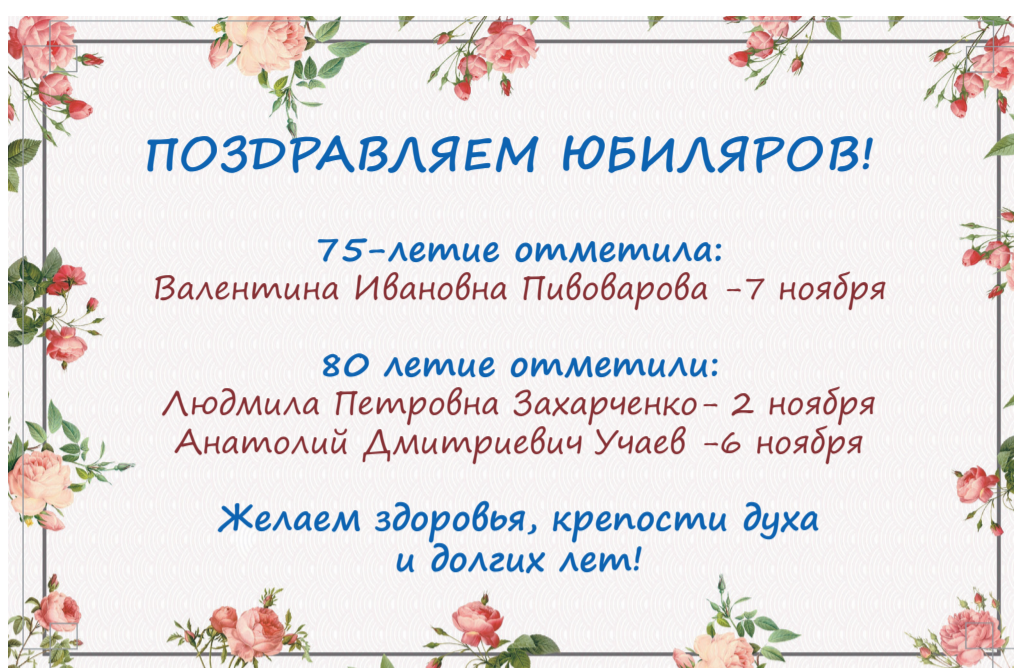 ПОЗДРАВЛЯЕМ ЮБИЛЯРОВ!
75-летие отметила:
Валентина Ивановна Пивоварова -7 ноября
80 летие отметили:
Людмила Петровна Захарченко- 2 ноября
Анатолий Дмитриевич Учаев -6 ноября
Желаем здоровья, крепости духа
и долгих лет!